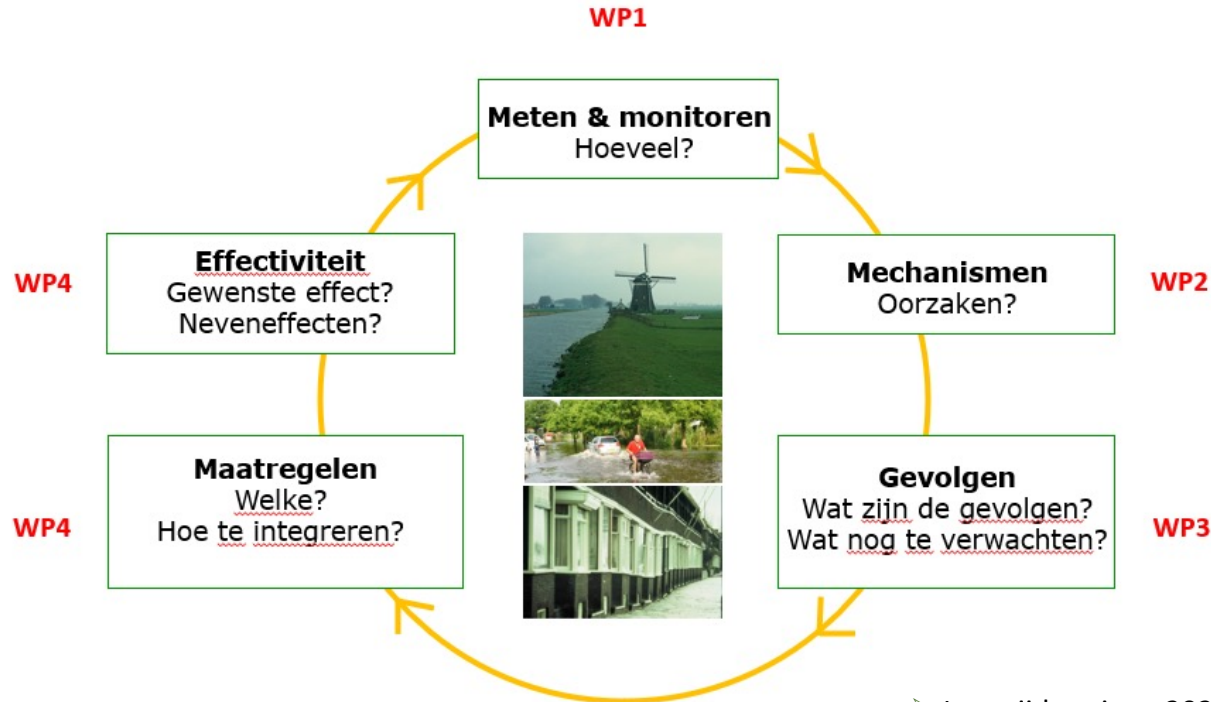 WP1
Meten & monitoren
Hoeveel?
Mechanismen
Oorzaken?
WP2
Gevolgen
Wat zijn de gevolgen?
Wat nog te verwachten?
WP3
Maatregelen
Welke?
Hoe te integreren?
WP4
Effectiviteit
Gewenste effect?
Neveneffecten?
WP4